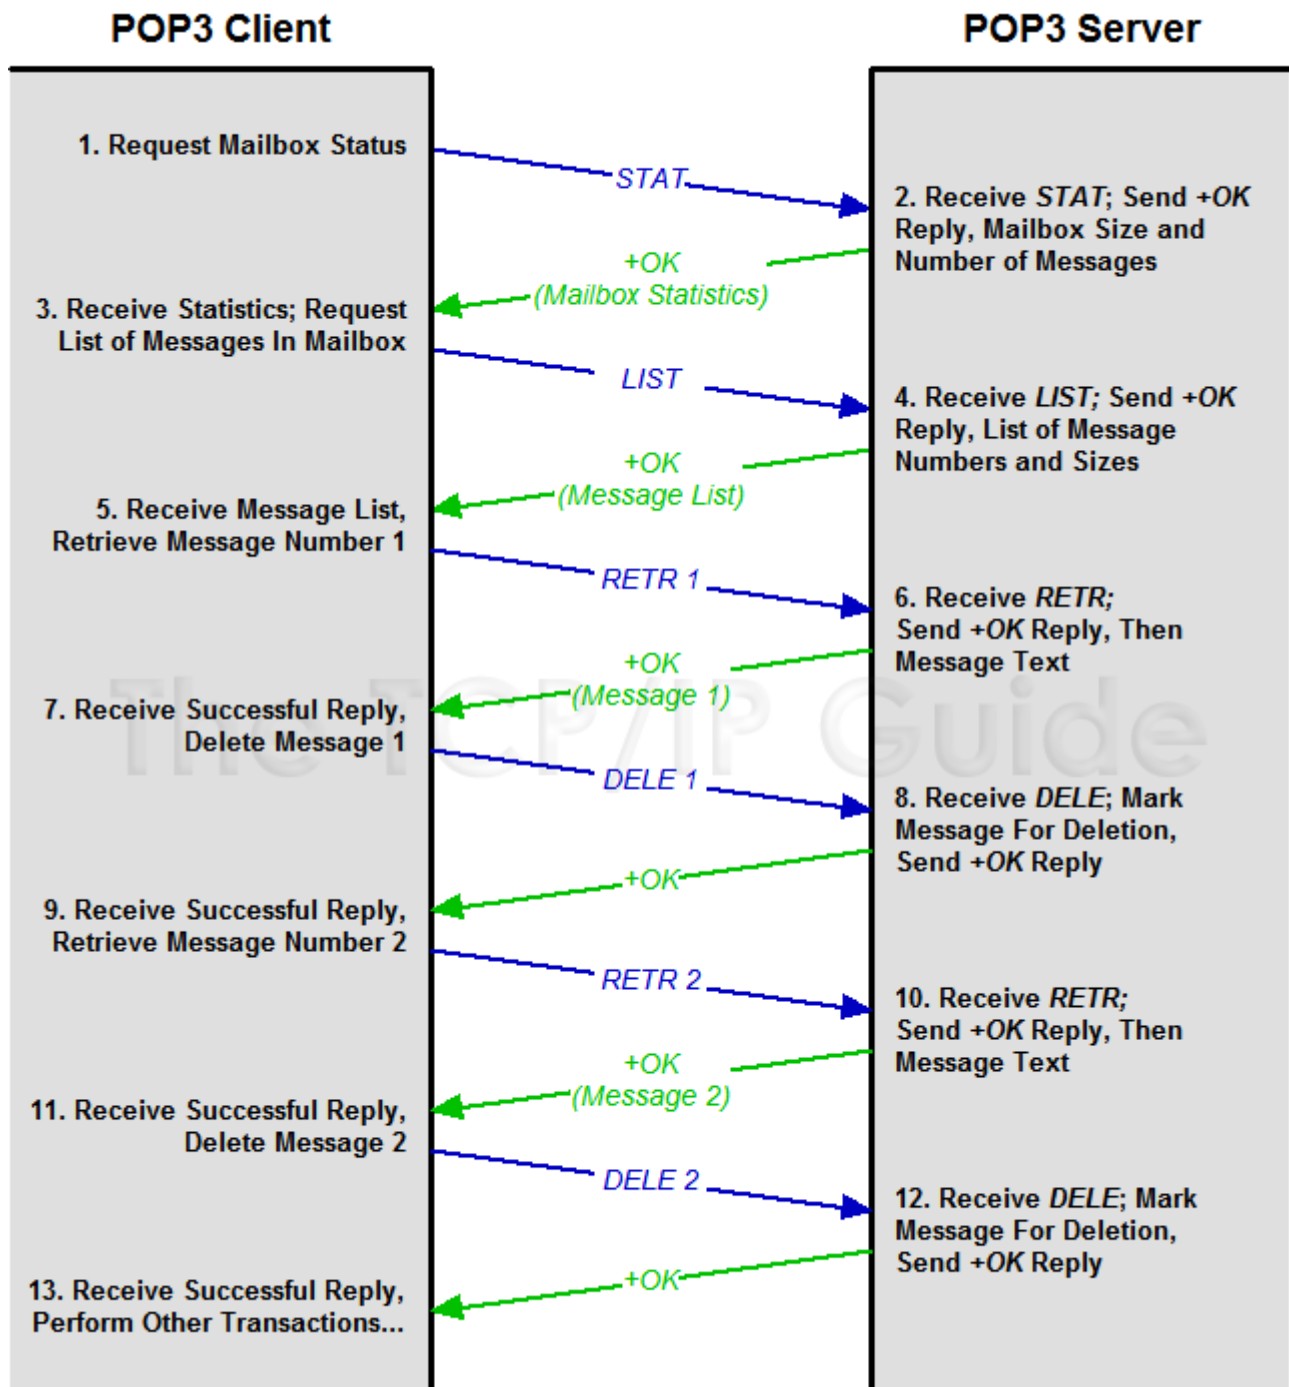 POP3 Client
POP3 Server
1. Request Mailbox Status
STAT
2. Receive STAT; Send +OK
Reply, Mailbox Size and
Number of Messages
+OK
(Mailbox Statistics)
3. Receive Statistics; Request
List of Messages In Mailbox
LIST
4. Receive LIST; Send +OK
Reply, List of Message
Numbers and Sizes
+OK
(Message List)
5. Receive Message List,
Retrieve Message Number 1
RETR 1
6. Receive RETR;
Send +OK Reply, Then
Message Text
+OK
(Message 1)
The TCP/IP Guide
7. Receive Successful Reply,
Delete Message 1
DELE 1
8. Receive DELE; Mark
Message For Deletion,
Send +OK Reply
+OK
9. Receive Successful Reply,
Retrieve Message Number 2
RETR 2
10. Receive RETR;
Send +OK Reply, Then
Message Text
+OK
(Message 2)
11. Receive Successful Reply,
Delete Message 2
DELE 2
12. Receive DELE; Mark
Message For Deletion,
Send +OK Reply
+OK
13. Receive Successful Reply,
Perform Other Transactions...